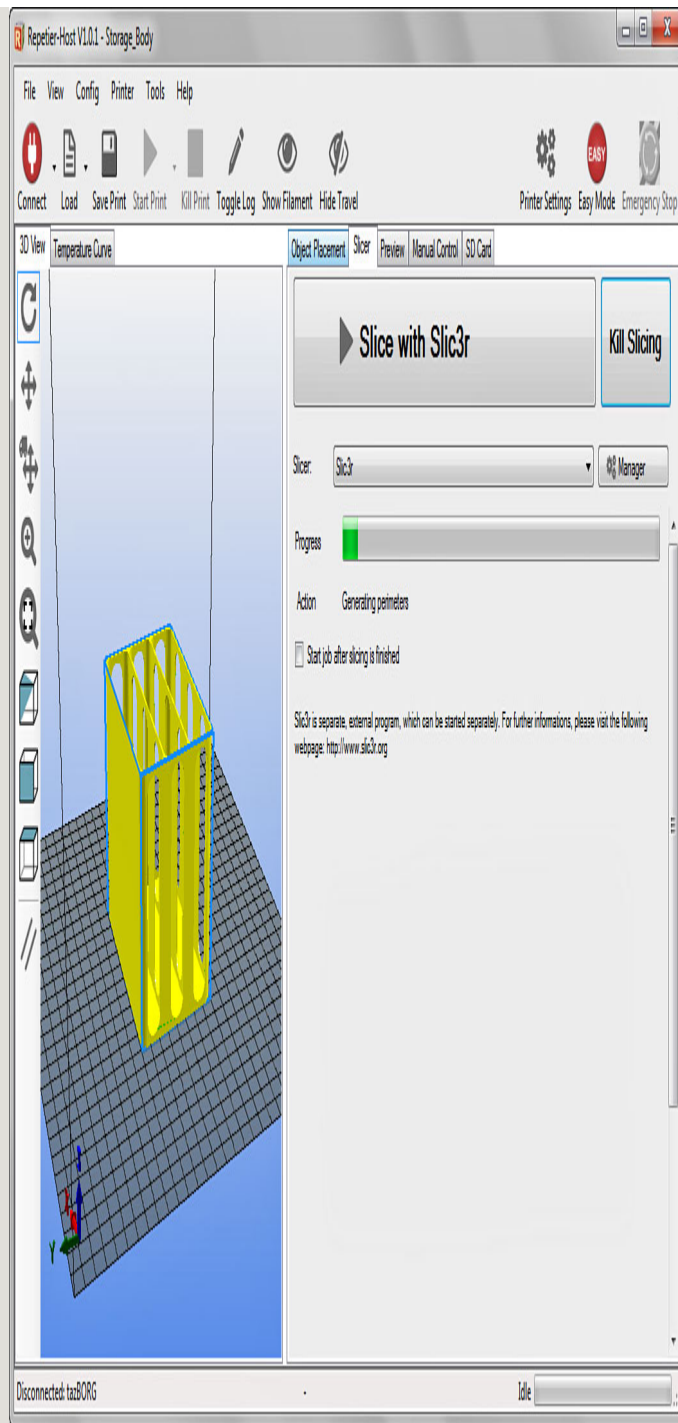 Repetier-Host V1.0.1 - Storage_Body
File View Config Printer Tools Help
Connect Load Save Print Start Print Kill Print Toggle Log Show Filament Hide Travel Printer Settings Easy Mode Emergency Stop
EASY
3D View Temperature Curve
Object Placement Slicer Preview Manual Control SD Card
Slice with Slic3r
Kill Slicing
Slicer: Slic3r Manager
Progress
Action Generating perimeters
Start job after slicing is finished
Slic3r is separate, external program, which can be started separately. For further informations, please visit the following
webpage: http://www.slic3r.org
Y X Z
Disconnected: tazBORG - Idle